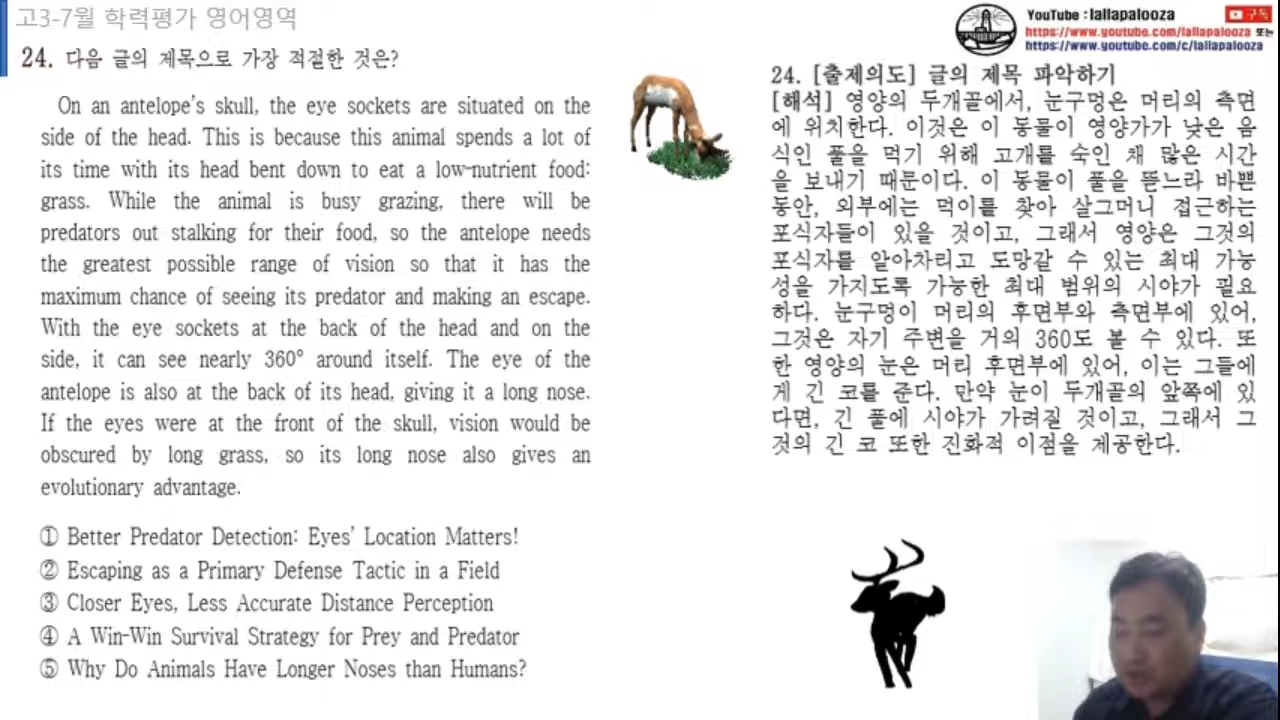 고3-7월 학력평가 영어영역
24. 다음 글의 제목으로 가장 적절한 것은?
On an antelope's skull, the eye sockets are situated on the
side of the head. This is because this animal spends a lot of
its time with its head bent down to eat a low-nutrient food:
grass. While the animal is busy grazing, there will be
predators out stalking for their food, so the antelope needs
the greatest possible range of vision so that it has the
maximum chance of seeing its predator and making an escape.
With the eye sockets at the back of the head and on the
side, it can see nearly 360° around itself. The eye of the
antelope is also at the back of its head, giving it a long nose.
If the eyes were at the front of the skull, vision would be
obscured by long grass, so its long nose also gives an
evolutionary advantage.
① Better Predator Detection: Eyes' Location Matters!
② Escaping as a Primary Defense Tactic in a Field
③ Closer Eyes, Less Accurate Distance Perception
④ A Win-Win Survival Strategy for Prey and Predator
⑤ Why Do Animals Have Longer Noses than Humans?
YouTube : lallapalooza
구독
https://www.youtube.com/lallapalooza 또는
https://www.youtube.com/c/lallapalooza
24. [출제의도] 글의 제목 파악하기
[해석] 영양의 두개골에서, 눈구멍은 머리의 측면
에 위치한다. 이것은 이 동물이 영양가가 낮은 음
식인 풀을 먹기 위해 고개를 숙인 채 많은 시간
을 보내기 때문이다. 이 동물이 풀을 뜯느라 바쁜
동안, 외부에는 먹이를 찾아 살그머니 접근하는
포식자들이 있을 것이고, 그래서 영양은 그것의
포식자를 알아차리고 도망갈 수 있는 최대 가능
성을 가지도록 가능한 최대 범위의 시야가 필요
하다. 눈구멍이 머리의 후면부와 측면부에 있어,
그것은 자기 주변을 거의 360도 볼 수 있다. 또
한 영양의 눈은 머리 후면부에 있어, 이는 그들에
게 긴 코를 준다. 만약 눈이 두개골의 앞쪽에 있
다면, 긴 풀에 시야가 가려질 것이고, 그래서 그
것의 긴 코 또한 진화적 이점을 제공한다.